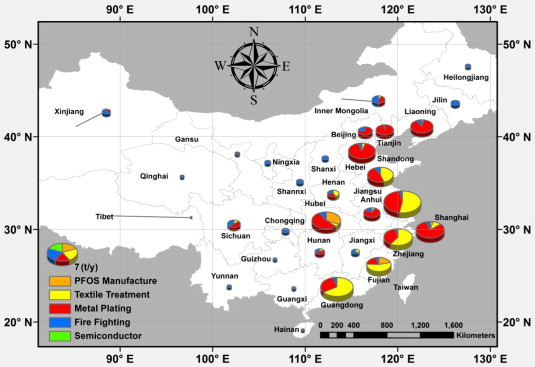 90° E 100° E 110° E 120° E 130° E
50° N 50° N
N
W E
S
Heilongjiang
Jilin
Inner Mongolia
Liaoning
Xinjiang
Beijing
Tianjin
40° N 40° N
Gansu
Hebei
Shandong
Ningxia
Shanxi
Qinghai
Shannxi
Henan
Jiangsu
Anhui
Hubei
Tibet
Shanghai
30° N 30° N
Sichuan
Chongqing
Hunan
Jiangxi
Zhejiang
Guizhou
Fujian
Taiwan
Yunnan
Guangxi
Guangdong
7 (t/y)
PFOS Manufacture
Textile Treatment
Metal Plating
Fire Fighting
Semiconductor
20° N 20° N
Hainan
0 200 400 800 1,200 1,600
Kilometers
90° E 100° E 110° E 120° E 130° E